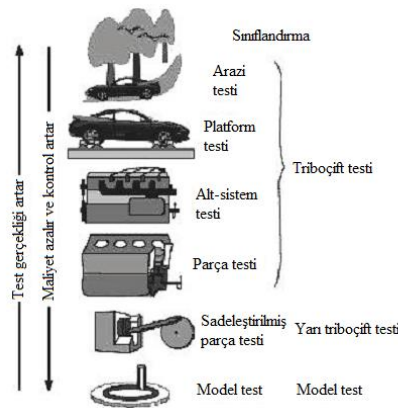 Sınıflandırma
Arazi
testi
Platform
testi
Alt-sistem
testi
Parça testi
Triboçift testi
Sadeleştirilmiş
parça testi
Yarı triboçift testi
Model test
Model test
Test gerçekliği artar
Maliyet azalır ve kontrol artar